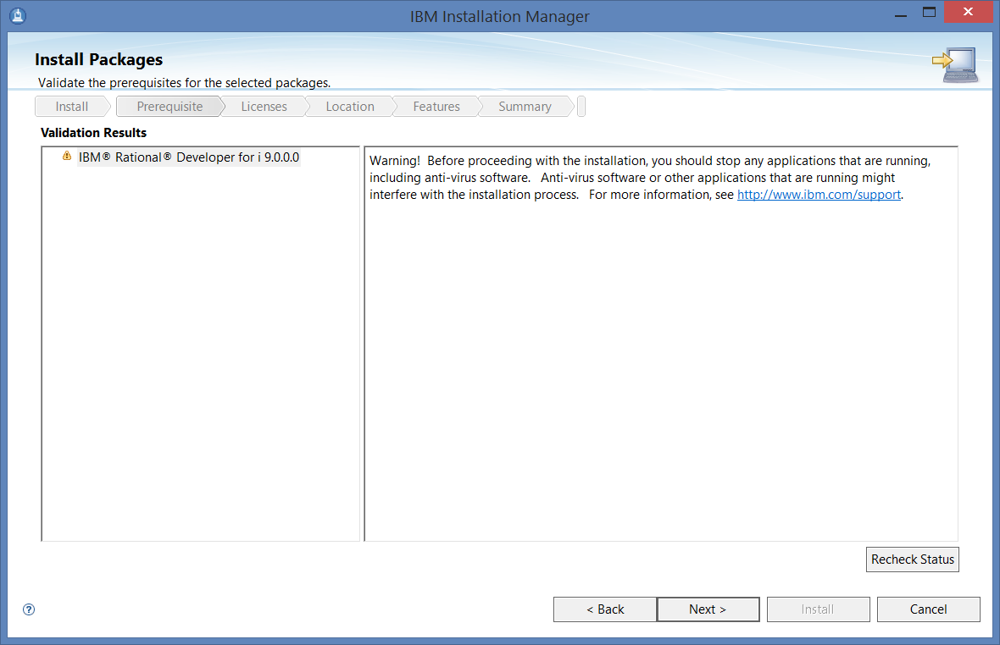 IBM Installation Manager
Install Packages
Validate the prerequisites for the selected packages.
Install Prerequisite Licenses Location Features Summary
Validation Results
IBM® Rational® Developer for i 9.0.0.0
Warning!  Before proceeding with the installation, you should stop any applications that are running,
including anti-virus software.   Anti-virus software or other applications that are running might
interfere with the installation process.   For more information, see http://www.ibm.com/support.
Recheck Status
?
< Back Next > Install Cancel